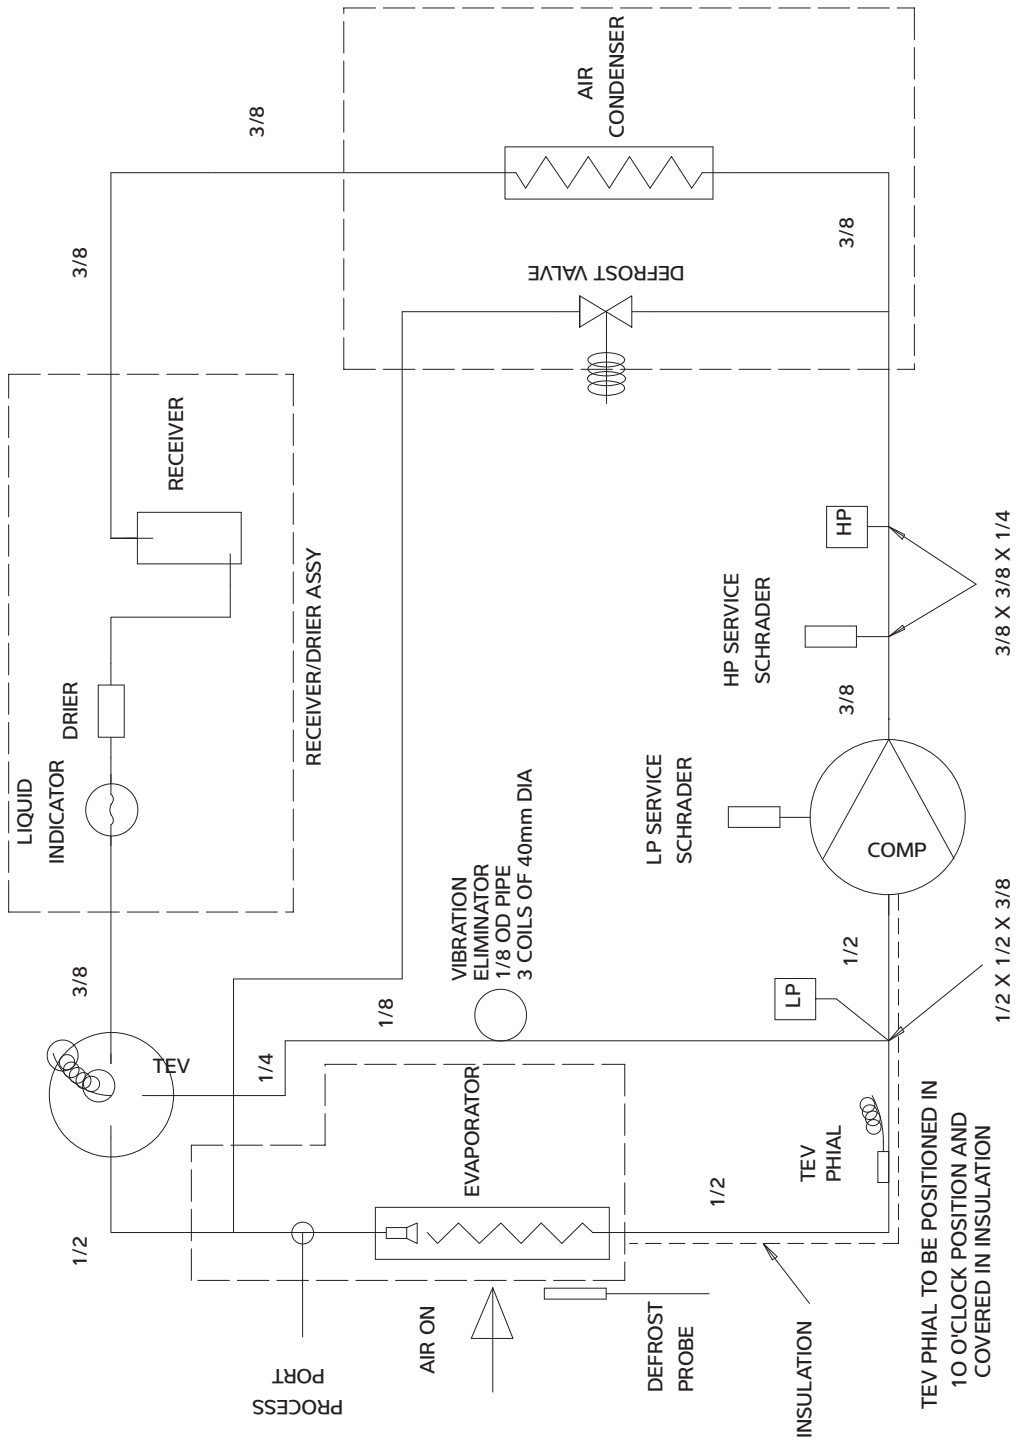 3/8
AIR
CONDENSER
3/8
3/8
DEFROST VALVE
RECEIVER
RECEIVER/DRIER ASSY
DRIER
LIQUID
INDICATOR
HP
3/8 X 3/8 X 1/4
HP SERVICE
SCHRADER
3/8
LP SERVICE
SCHRADER
COMP
VIBRATION
ELIMINATOR
1/8 OD PIPE
3 COILS OF 40mm DIA
3/8
1/8
1/2
LP
1/2 X 1/2 X 3/8
TEV
1/4
EVAPORATOR
TEV
PHIAL
1/2
1/2
AIR ON
DEFROST
PROBE
PROCESS
PORT
INSULATION
TEV PHIAL TO BE POSITIONED IN
10 O'CLOCK POSITION AND
COVERED IN INSULATION